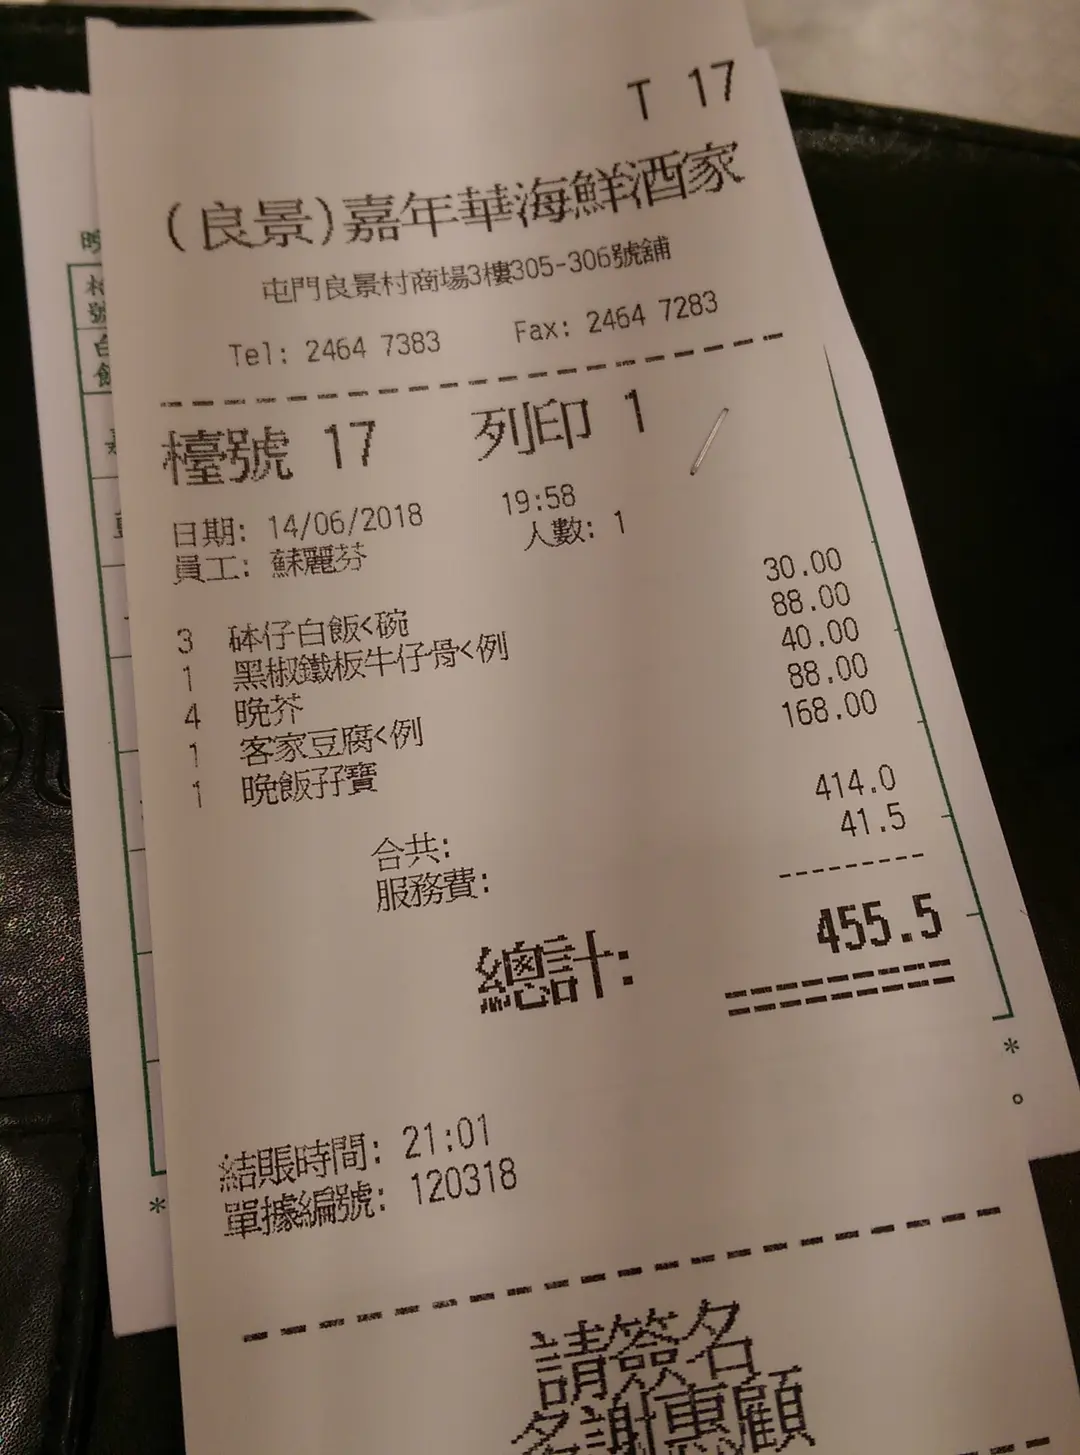 T 17
(良景)嘉年華海鮮酒家
屯門良景村商場3樓305-306號舖
Tel: 2464 7383 Fax: 2464 7283
檯號 17 列印 1
日期: 14/06/2018 19:58
員工: 蘇麗芬 人數: 1
3 砵仔白飯<碗 30.00
1 黑椒鐵板牛仔骨<例 88.00
4 晚芥 40.00
1 客家豆腐<例 88.00
1 晚飯孖寶 168.00
合共: 414.0
服務費: 41.5
總計: 455.5
結賬時間: 21:01
單據編號: 120318
請簽名
多謝惠顧
*
。
*